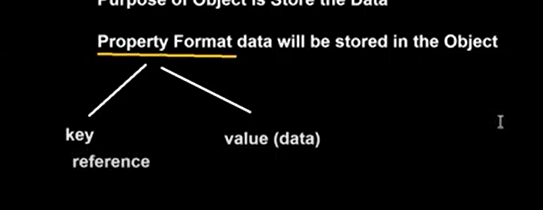 Purpose of Object is Store the Data
Property Format data will be stored in the Object
key
value (data)
reference